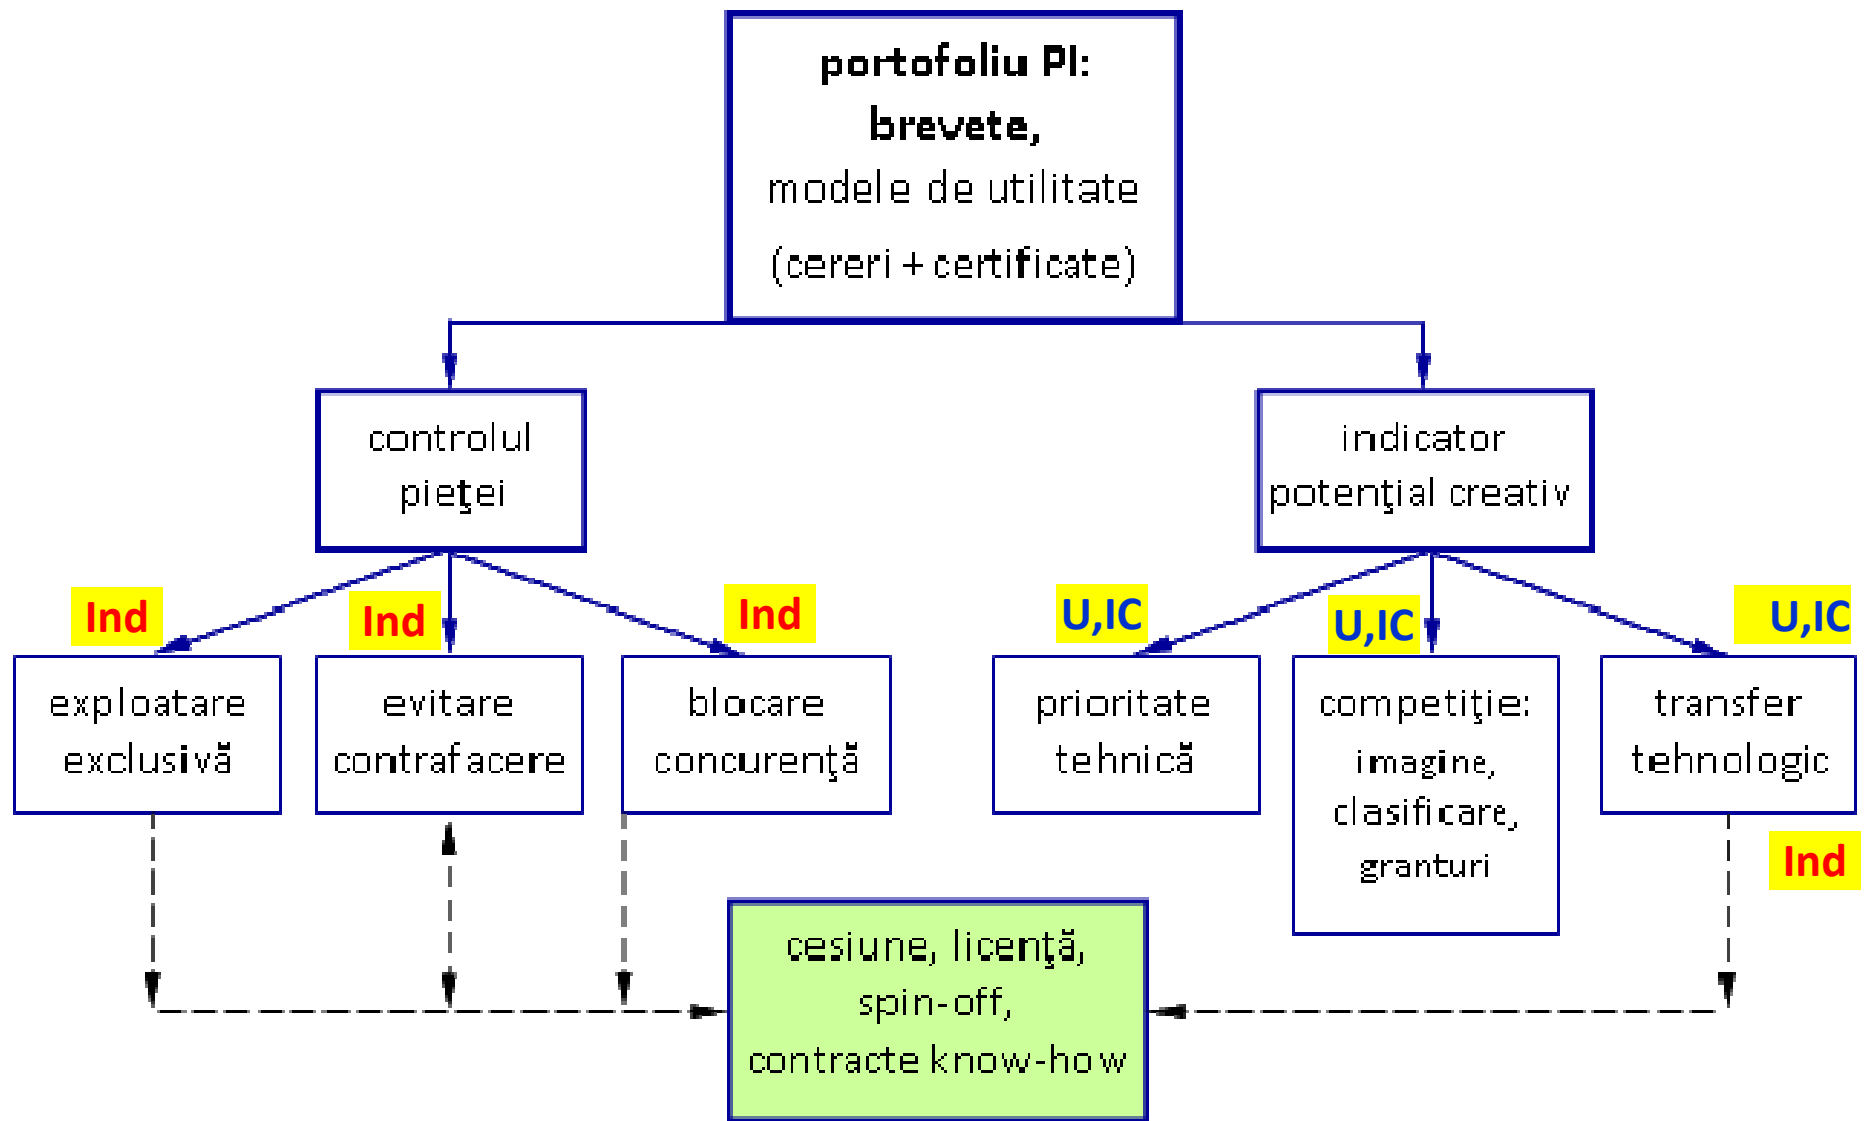 portofoliu PI:
brevete,
modele de utilitate
(cereri + certificate)
controlul
pieţei
indicator
potenţial creativ
Ind
Ind
Ind
U,IC
U,IC
U,IC
exploatare
exclusivă
evitare
contrafacere
blocare
concurenţă
prioritate
tehnică
competiţie:
imagine,
clasificare,
granturi
transfer
tehnologic
Ind
cesiune, licenţă,
spin-off,
contracte know-how